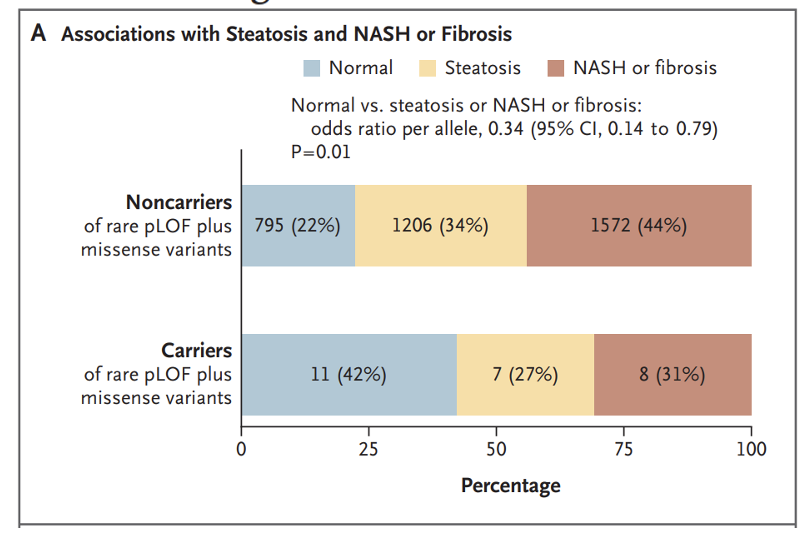 A Associations with Steatosis and NASH or Fibrosis
Normal Steatosis NASH or fibrosis
Normal vs. steatosis or NASH or fibrosis:
odds ratio per allele, 0.34 (95% CI, 0.14 to 0.79)
P=0.01
Noncarriers
of rare pLOF plus
missense variants
795 (22%) 1206 (34%) 1572 (44%)
Carriers
of rare pLOF plus
missense variants
11 (42%) 7 (27%) 8 (31%)
0 25 50 75 100
Percentage